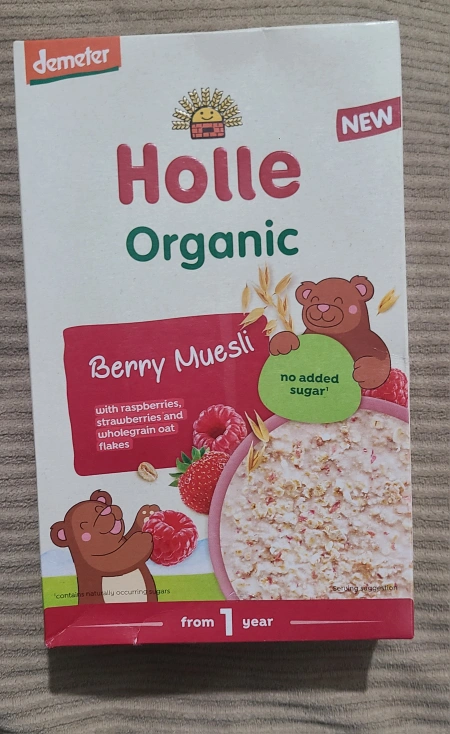 demeter
NEW
Holle
Organic
Berry Muesli
no added
sugar¹
with raspberries,
strawberries and
wholegrain oat
flakes
¹contains naturally occurring sugars
Serving suggestion
from 1 year